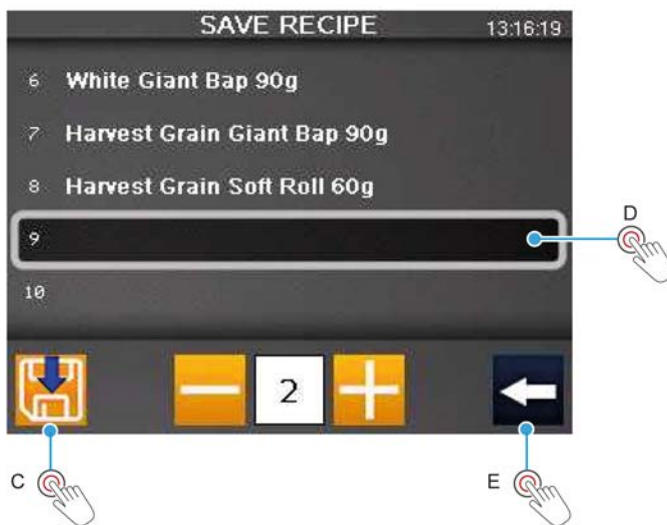 SAVE RECIPE 13:16:19
6 White Giant Bap 90g
7 Harvest Grain Giant Bap 90g
8 Harvest Grain Soft Roll 60g
D
9
10
2
C
E